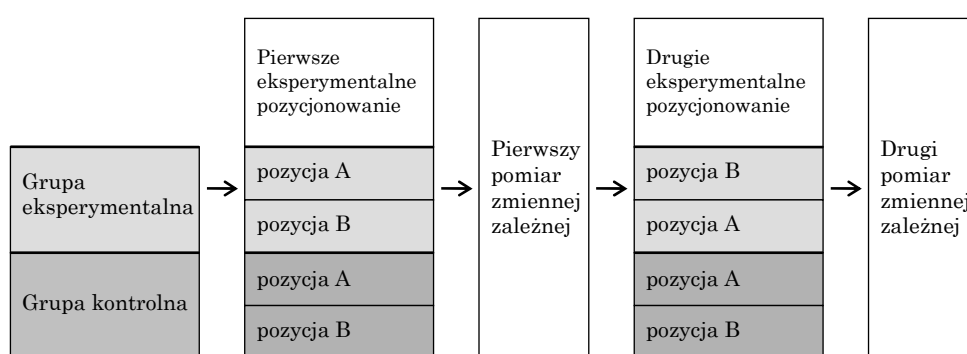 Grupa
eksperymentalna
Grupa kontrolna
Pierwsze
eksperymentalne
pozycjonowanie
pozycja A
pozycja B
pozycja A
pozycja B
Pierwszy
pomiar
zmiennej
zależnej
Drugie
eksperymentalne
pozycjonowanie
pozycja B
pozycja A
pozycja A
pozycja B
Drugi
pomiar
zmiennej
zależnej